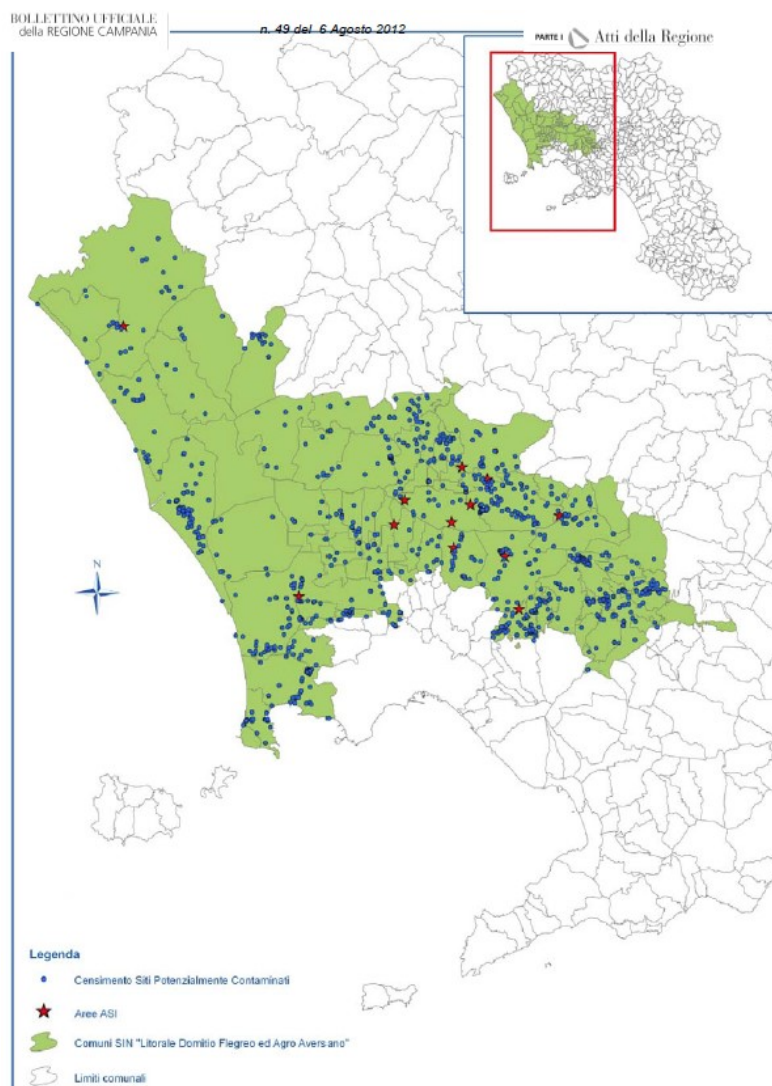 BOLLETTINO UFFICIALE
della REGIONE CAMPANIA
n. 49 del 6 Agosto 2012
PARTE I Atti della Regione
N
Legenda
Censimento Siti Potenzialmente Contaminati
Aree ASI
Comuni SIN "Litorale Domitio Flegreo ed Agro Aversano"
Limiti comunali